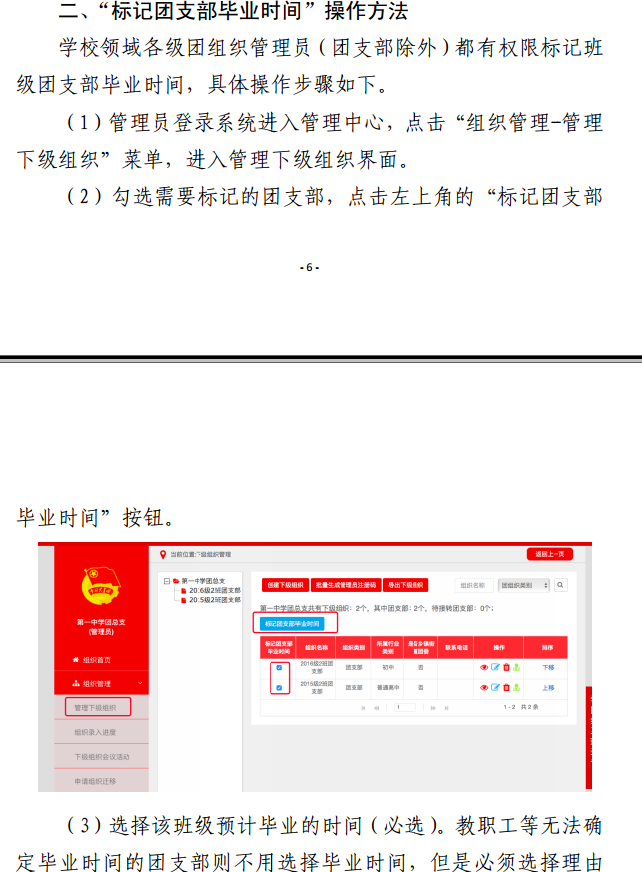 二、“标记团支部毕业时间”操作方法
学校领域各级团组织管理员（团支部除外）都有权限标记班
级团支部毕业时间，具体操作步骤如下。
（1）管理员登录系统进入管理中心，点击“组织管理-管理
下级组织”菜单，进入管理下级组织界面。
（2）勾选需要标记的团支部，点击左上角的“标记团支部
-6-
毕业时间”按钮。
当前位置:下级组织管理
返回上一页
第一中学团总支
(管理员)
组织首页
组织管理
管理下级组织
组织录入进度
下级组织会议活动
申请组织迁移
第一中学团总支
2016级2班团支部
2015级2班团支部
创建下级组织 批量生成管理员注册码 导出下级组织 组织名称 团组织类别
第一中学团总支共有下级组织：2个，其中团支部：2个，待接转团支部：0个；
标记团支部毕业时间
标记团支部毕业时间 组织名称 组织类别 所属行业类别 是否乡镇街道团委 联系电话 操作 排序
2016级2班团支部 团支部 初中 否 下移
2015级2班团支部 团支部 普通高中 否 上移
1 1-2 共2条
（3）选择该班级预计毕业的时间（必选）。教职工等无法确
定毕业时间的团支部则不用选择毕业时间，但是必须选择理由